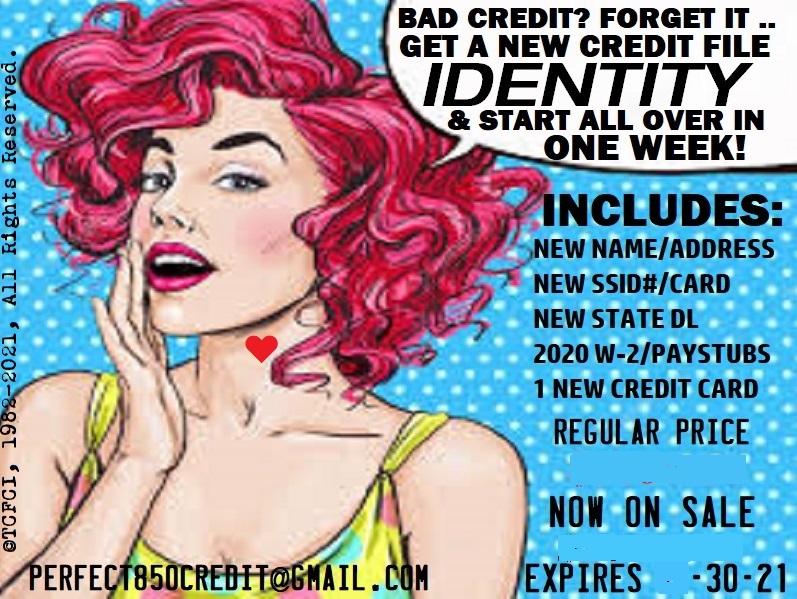 BAD CREDIT? FORGET IT ..
GET A NEW CREDIT FILE
IDENTITY
& START ALL OVER IN
ONE WEEK!
INCLUDES:
NEW NAME/ADDRESS
NEW SSID#/CARD
NEW STATE DL
2020 W-2/PAYSTUBS
1 NEW CREDIT CARD
REGULAR PRICE
NOW ON SALE
EXPIRES -30-21
PERFECT850CREDIT@GMAIL.COM
©TCFCI, 1982-2021, All Rights Reserved.